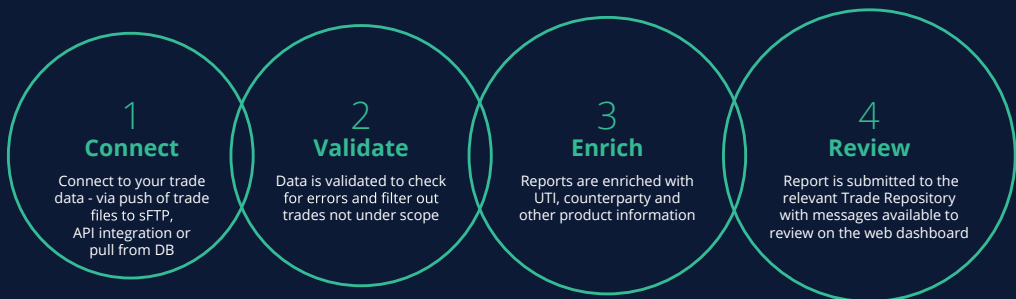 1
Connect
Connect to your trade
data - via push of trade
files to sFTP,
API integration or
pull from DB
2
Validate
Data is validated to check
for errors and filter out
trades not under scope
3
Enrich
Reports are enriched with
UTI, counterparty and
other product information
4
Review
Report is submitted to the
relevant Trade Repository
with messages available to
review on the web dashboard